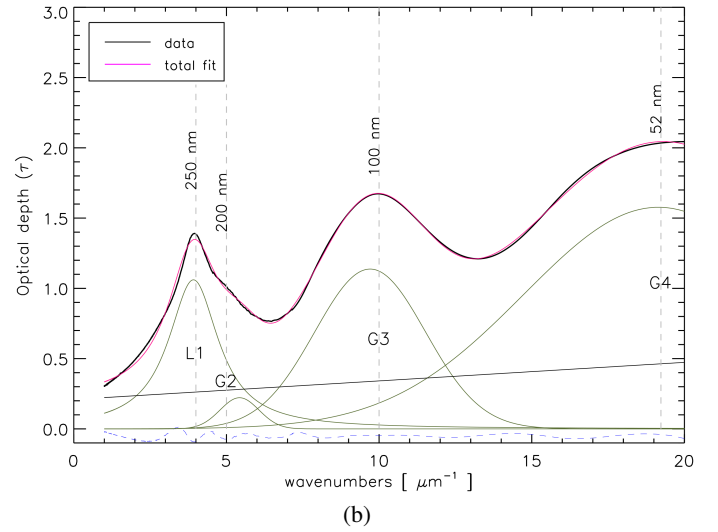 3.0
2.5
2.0
1.5
1.0
0.5
0.0
Optical depth (τ)
data
total fit
250 nm
200 nm
100 nm
52 nm
L1
G2
G3
G4
0 5 10 15 20
wavenumbers [ μm⁻¹ ]
(b)